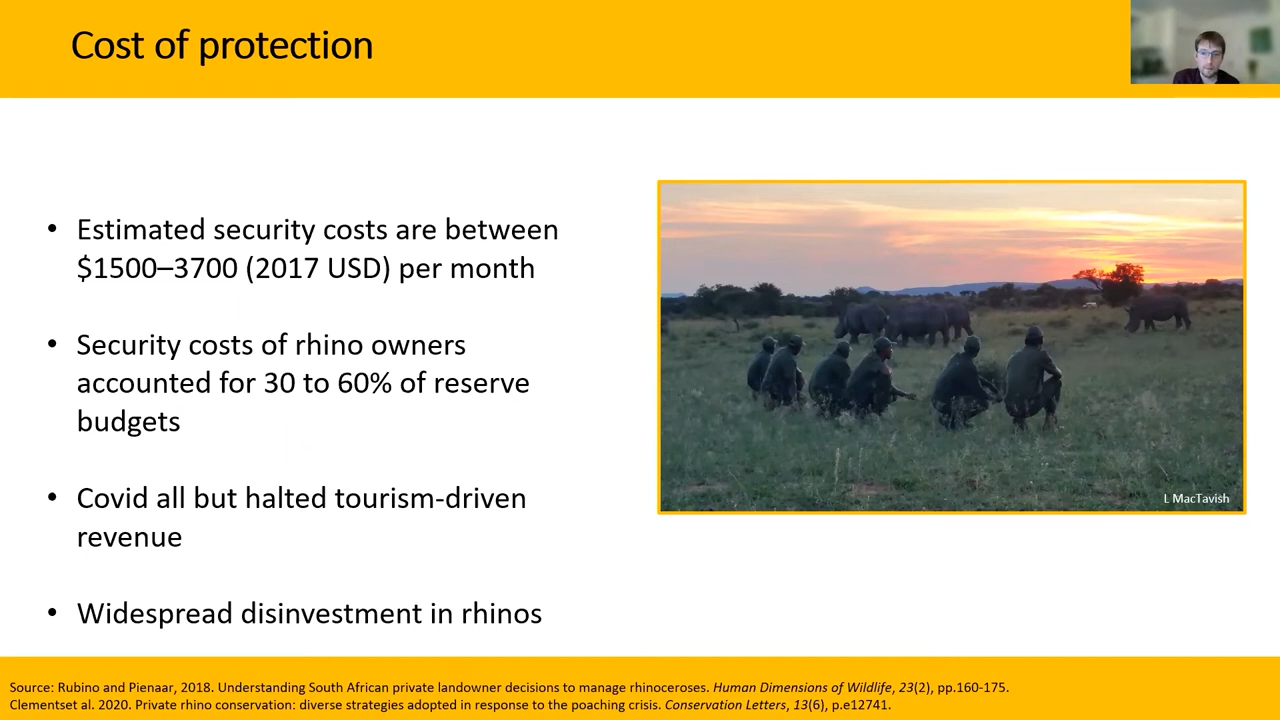 Cost of protection
• Estimated security costs are between
$1500–3700 (2017 USD) per month
• Security costs of rhino owners
accounted for 30 to 60% of reserve
budgets
• Covid all but halted tourism-driven
revenue
• Widespread disinvestment in rhinos
L MacTavish
Source: Rubino and Pienaar, 2018. Understanding South African private landowner decisions to manage rhinoceroses. Human Dimensions of Wildlife, 23(2), pp.160-175.
Clementset al. 2020. Private rhino conservation: diverse strategies adopted in response to the poaching crisis. Conservation Letters, 13(6), p.e12741.